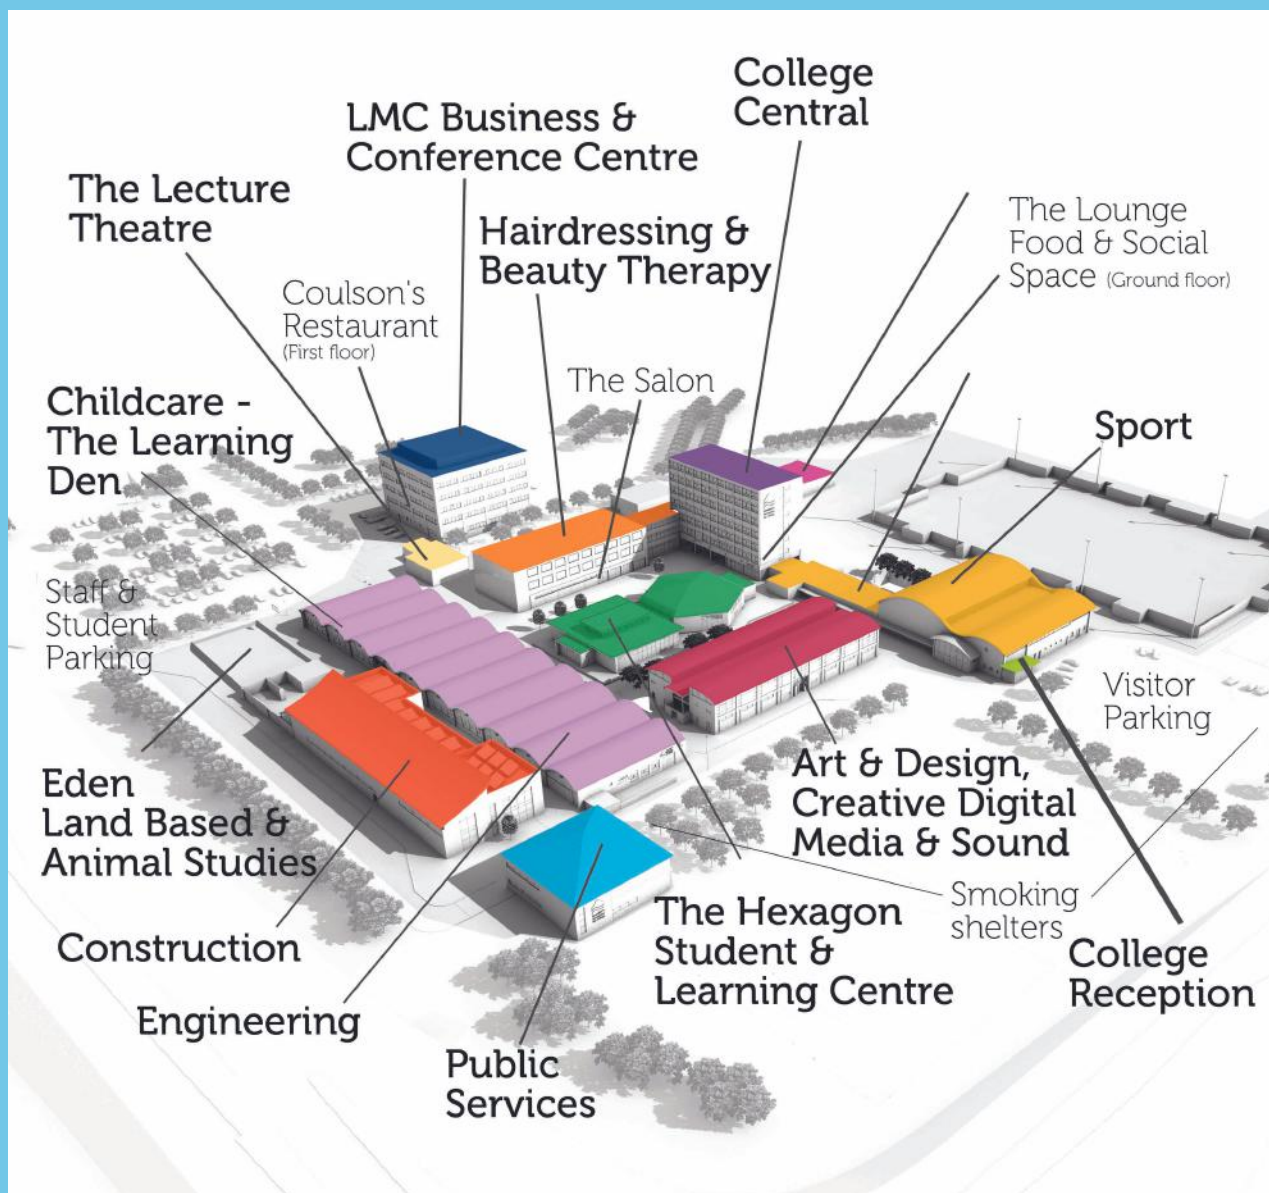 College
Central
LMC Business &
Conference Centre
The Lecture
Theatre
The Lounge
Food & Social
Space (Ground floor)
Hairdressing &
Beauty Therapy
Coulson's
Restaurant
(First floor)
The Salon
Childcare -
The Learning
Den
Sport
Staff &
Student
Parking
Visitor
Parking
Eden
Land Based &
Animal Studies
Art & Design,
Creative Digital
Media & Sound
Smoking
shelters
The Hexagon
Student &
Learning Centre
Construction
College
Reception
Engineering
Public
Services